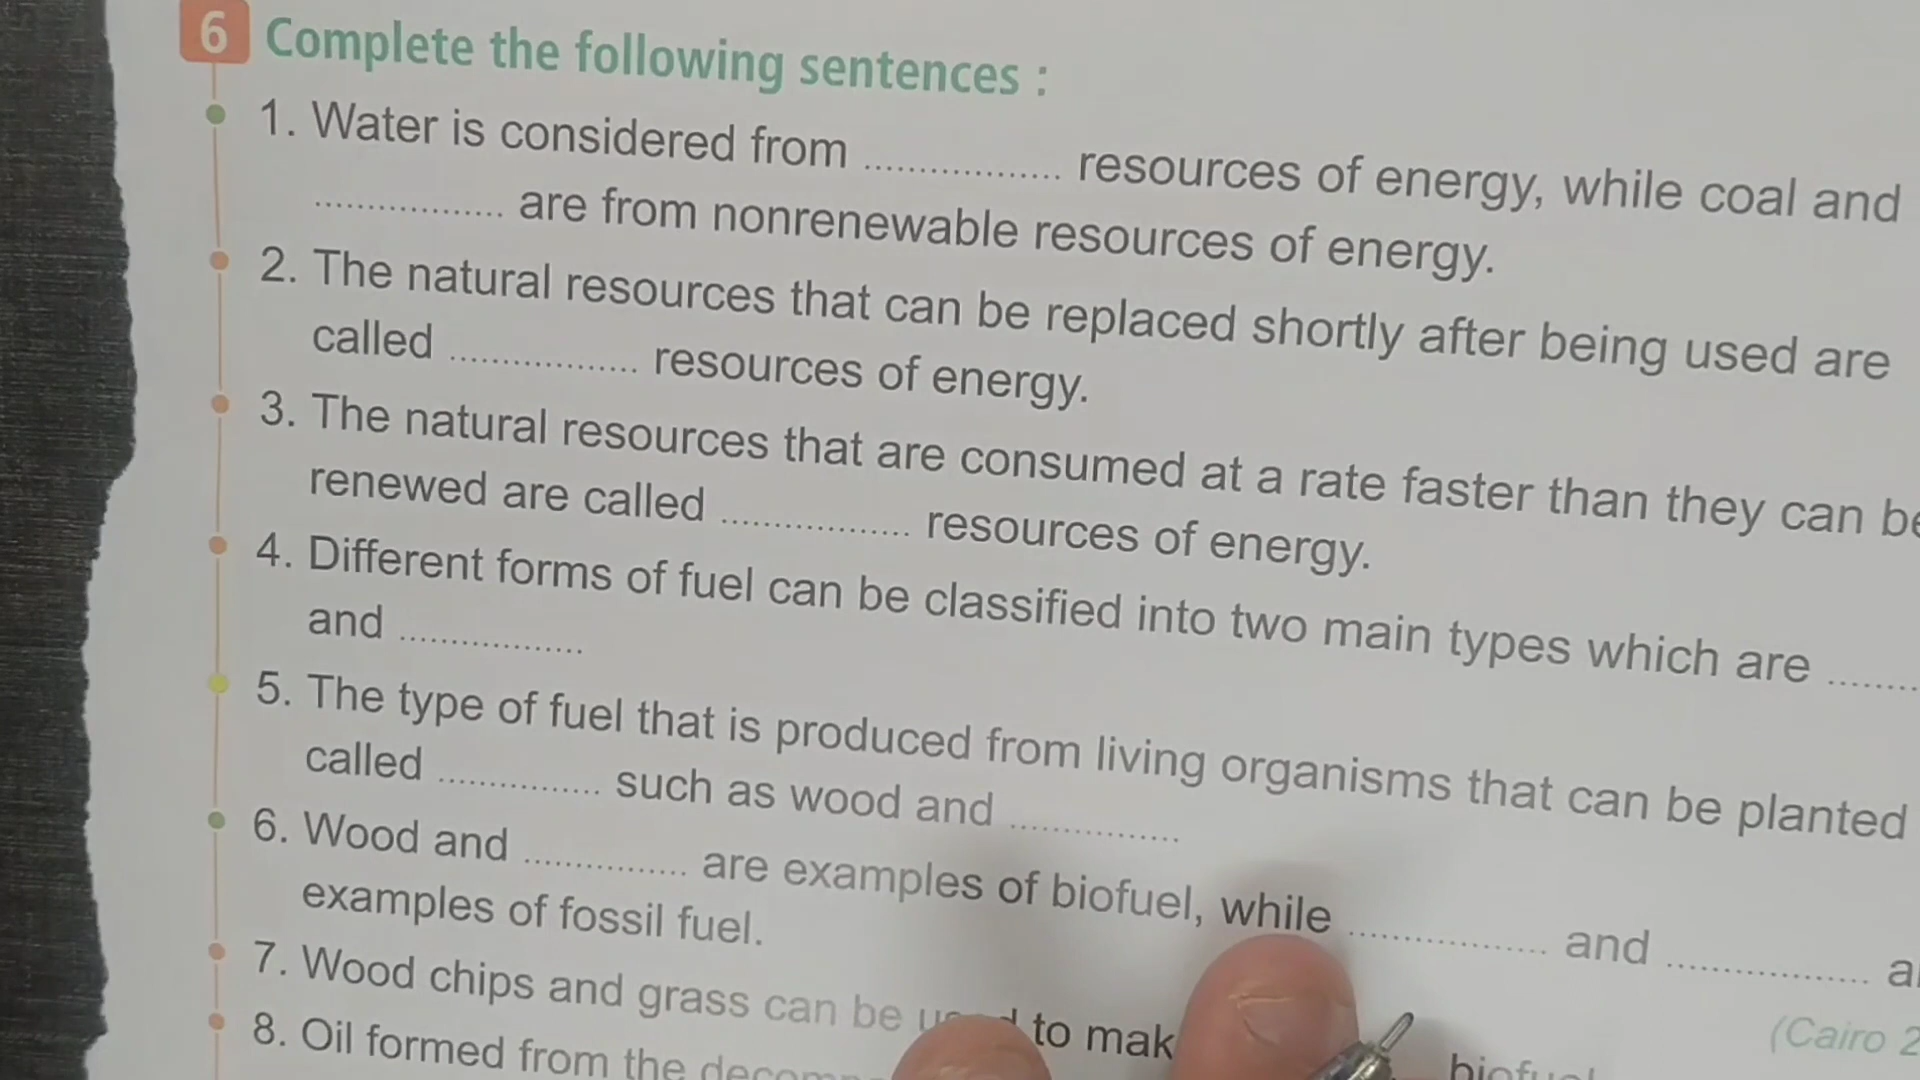 6 Complete the following sentences :
1. Water is considered from .................. resources of energy, while coal and
.................. are from nonrenewable resources of energy.
2. The natural resources that can be replaced shortly after being used are
called .................. resources of energy.
3. The natural resources that are consumed at a rate faster than they can be
renewed are called .................. resources of energy.
4. Different forms of fuel can be classified into two main types which are ........
and ..................
5. The type of fuel that is produced from living organisms that can be planted
called ................ such as wood and ................
6. Wood and ................ are examples of biofuel, while .................. and ..................
examples of fossil fuel.
(Cairo
7. Wood chips and grass can be to mak
biofuel
8. Oil formed from the